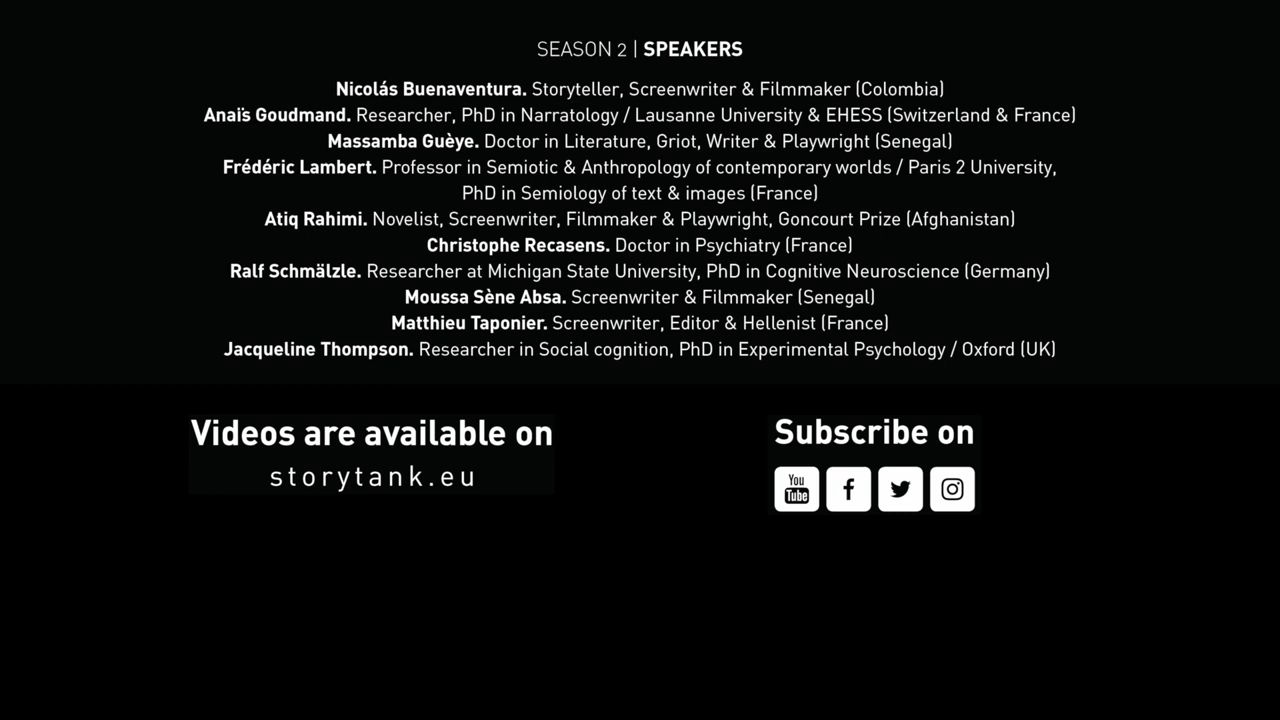 SEASON 2 | SPEAKERS
Nicolás Buenaventura. Storyteller, Screenwriter & Filmmaker (Colombia)
Anaïs Goudmand. Researcher, PhD in Narratology / Lausanne University & EHESS (Switzerland & France)
Massamba Guèye. Doctor in Literature, Griot, Writer & Playwright (Senegal)
Frédéric Lambert. Professor in Semiotic & Anthropology of contemporary worlds / Paris 2 University,
PhD in Semiology of text & images (France)
Atiq Rahimi. Novelist, Screenwriter, Filmmaker & Playwright, Goncourt Prize (Afghanistan)
Christophe Recasens. Doctor in Psychiatry (France)
Ralf Schmälzle. Researcher at Michigan State University, PhD in Cognitive Neuroscience (Germany)
Moussa Sène Absa. Screenwriter & Filmmaker (Senegal)
Matthieu Taponier. Screenwriter, Editor & Hellenist (France)
Jacqueline Thompson. Researcher in Social cognition, PhD in Experimental Psychology / Oxford (UK)
Videos are available on
storytank.eu
Subscribe on
You
Tube